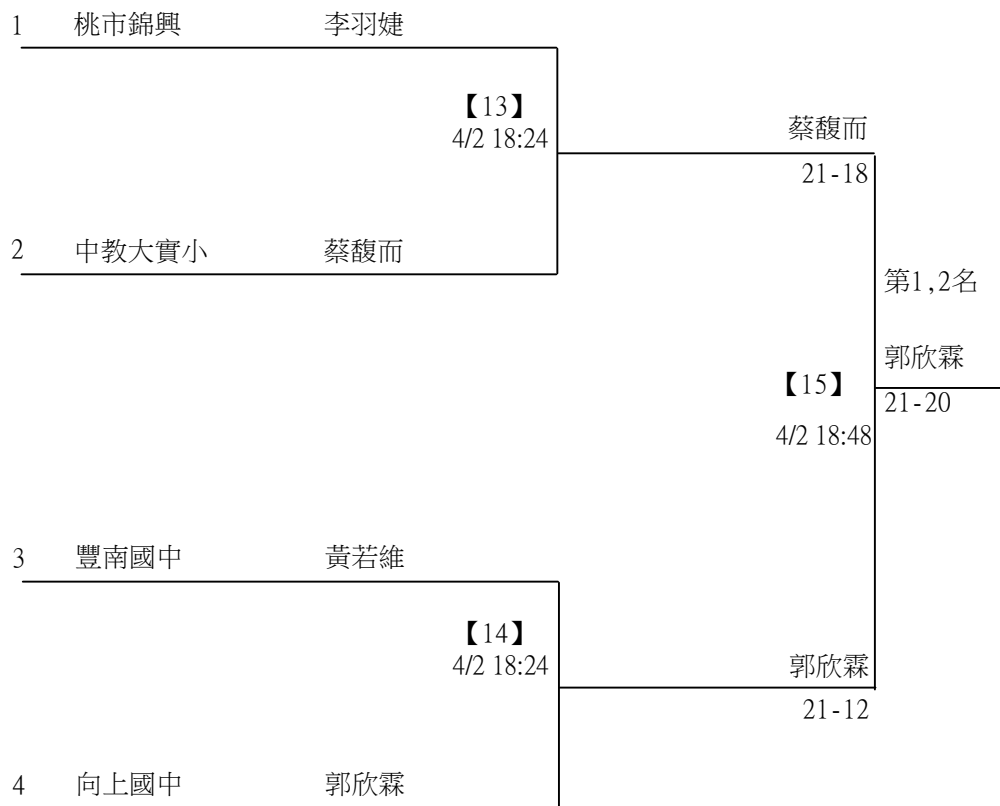 1 桃市錦興 李羽婕
【13】
4/2 18:24
蔡馥而
21-18
2 中教大實小 蔡馥而
第1,2名
郭欣霖
【15】
21-20
4/2 18:48
3 豐南國中 黃若維
【14】
4/2 18:24
郭欣霖
21-12
4 向上國中 郭欣霖